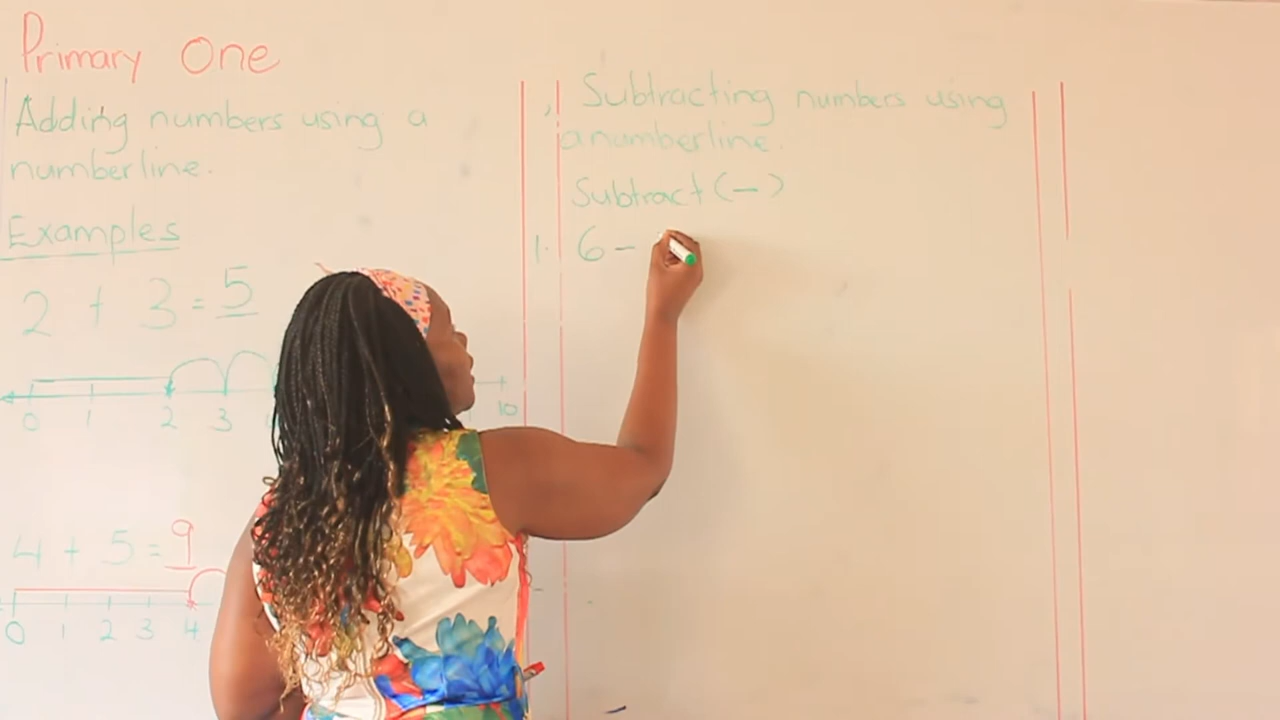 Primary One
Adding numbers using a
numberline.
Examples
2 + 3 = 5
0 1 2 3 10
4 + 5 = 9
0 1 2 3 4
Subtracting numbers using
a numberline.
Subtract (-)
1. 6 -